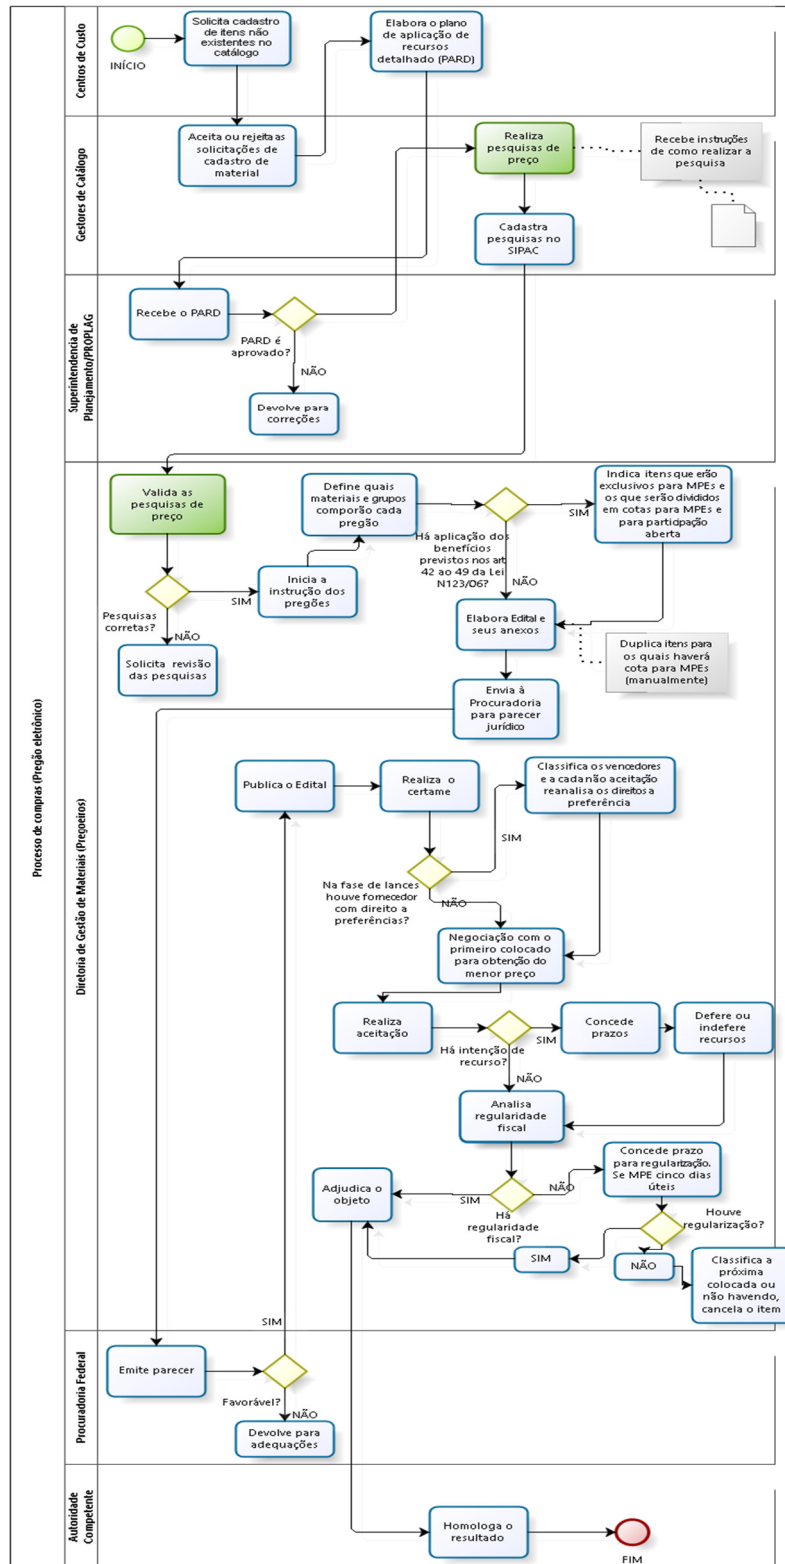 Processo de compras (Pregão eletrônico)
Centros de Custo
INÍCIO
Solicita cadastro
de itens não
existentes no
catálogo
Elabora o plano
de aplicação de
recursos
detalhado (PARD)
Gestores de Catálogo
Aceita ou rejeita as
solicitações de
cadastro de
material
Realiza
pesquisas de
preço
Recebe instruções
de como realizar a
pesquisa
Cadastra
pesquisas no
SIPAC
Superintendencia de
Planejamento/PROPLAG
Recebe o PARD
PARD é
aprovado?
NÃO
Devolve para
correções
Diretoria de Gestão de Materiais (Pregoeiros)
Valida as
pesquisas de
preço
Pesquisas
corretas?
SIM
NÃO
Solicita revisão
das pesquisas
Inicia a
instrução dos
pregões
Define quais
materiais e grupos
comporão cada
pregão
Há aplicação dos
benefícios
previstos nos art
42 ao 49 da Lei
N123/06?
SIM
NÃO
Indica itens que erão
exclusivos para MPEs e
os que serão divididos
em cotas para MPEs e
para participação
aberta
Elabora Edital e
seus anexos
Duplica itens para
os quais haverá
cota para MPEs
(manualmente)
Envia à
Procuradoria
para parecer
jurídico
Publica o Edital
Realiza o
certame
Classifica os vencedores
e a cada não aceitação
reanalisa os direitos a
preferência
SIM
Na fase de lances
houve fornecedor
com direito a
preferências?
NÃO
Negociação com o
primeiro colocado
para obtenção do
menor preço
Realiza
aceitação
Há intenção de
recurso?
SIM
NÃO
Concede
prazos
Defere ou
indefere
recursos
Analisa
regularidade
fiscal
Adjudica o
objeto
SIM
Há
regularidade
fiscal?
NÃO
Concede prazo
para regularização.
Se MPE cinco dias
úteis
Houve
regularização?
SIM
NÃO
Classifica a
próxima
colocada ou
não havendo,
cancela o item
SIM
Procuradoria Federal
Emite parecer
Favorável?
NÃO
Devolve para
adequações
Autoridade
Competente
Homologa o
resultado
FIM